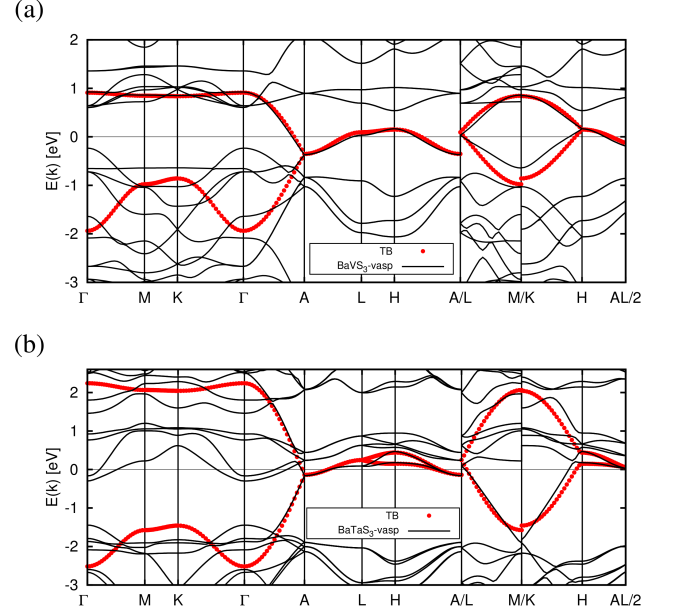 (a)
2
1
0
-1
-2
-3
E(k) [eV]
TB
BaVS₃-vasp
Γ M K Γ A L H A/L M/K H AL/2
(b)
2
1
0
-1
-2
-3
E(k) [eV]
TB
BaTaS₃-vasp
Γ M K Γ A L H A/L M/K H AL/2